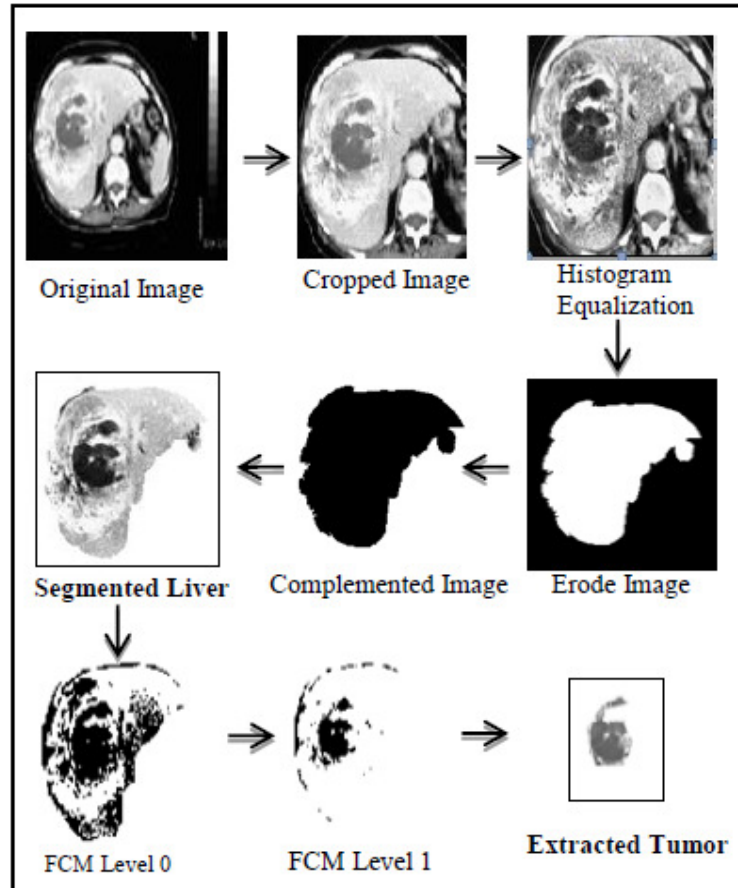 Original Image
Cropped Image
Histogram
Equalization
Segmented Liver
Complemented Image
Erode Image
FCM Level 0
FCM Level 1
Extracted Tumor